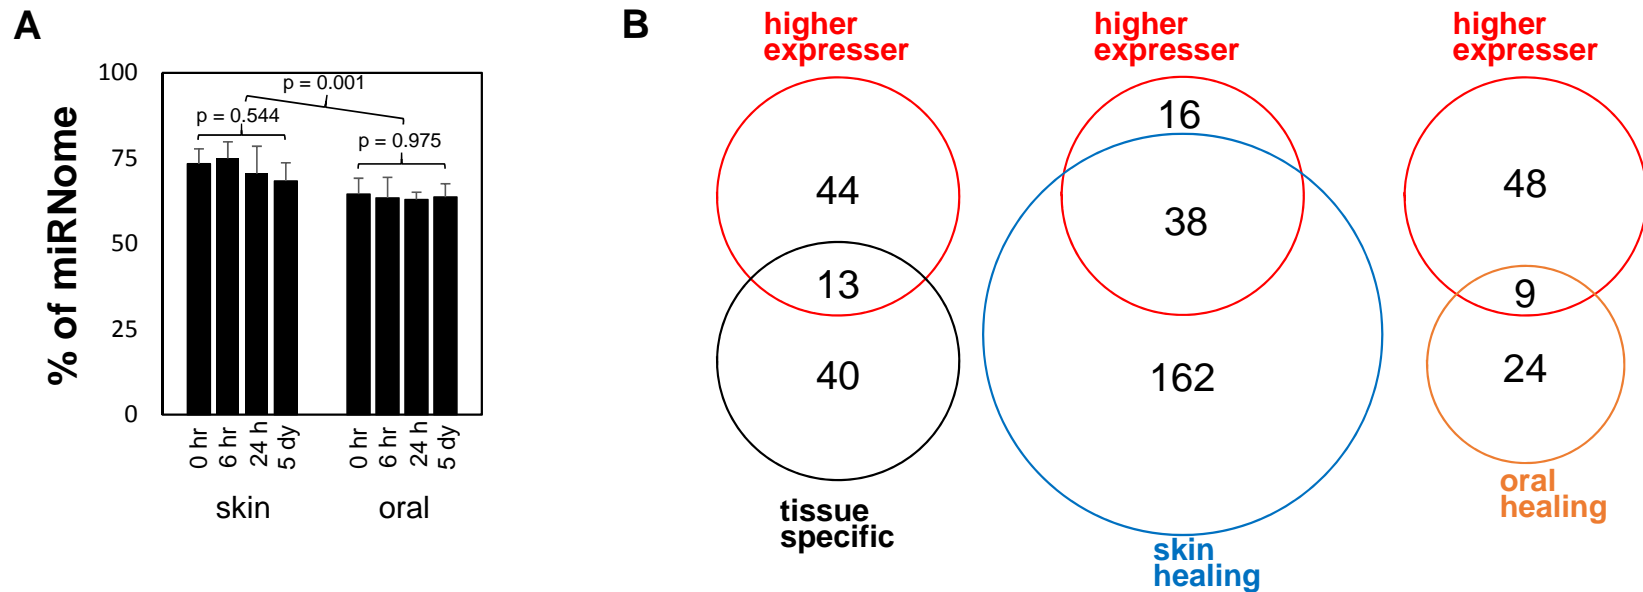 A
% of miRNome
100
75
50
25
0
p = 0.001
p = 0.544
p = 0.975
0 hr
6 hr
24 h
5 dy
0 hr
6 hr
24 h
5 dy
skin
oral
B
higher
expresser
44
13
40
tissue
specific
higher
expresser
16
38
162
skin
healing
higher
expresser
48
9
24
oral
healing